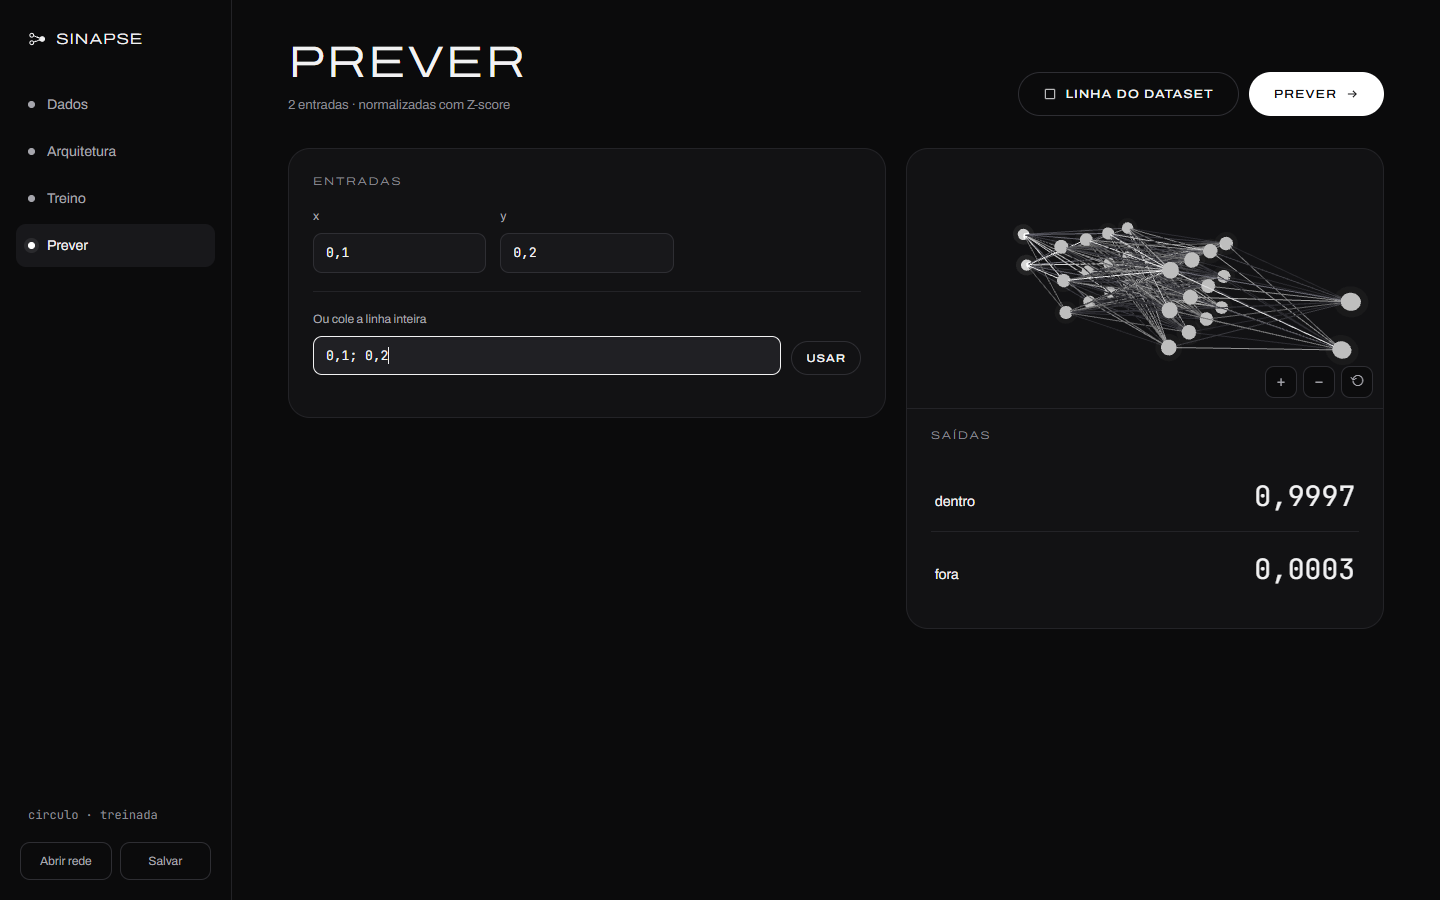 SINAPSE
Dados
Arquitetura
Treino
Prever
circulo · treinada
Abrir rede
Salvar
PREVER
2 entradas · normalizadas com Z-score
LINHA DO DATASET
PREVER →
ENTRADAS
x y
0,1 0,2
Ou cole a linha inteira
0,1; 0,2
USAR
+ −
SAÍDAS
dentro 0,9997
fora 0,0003